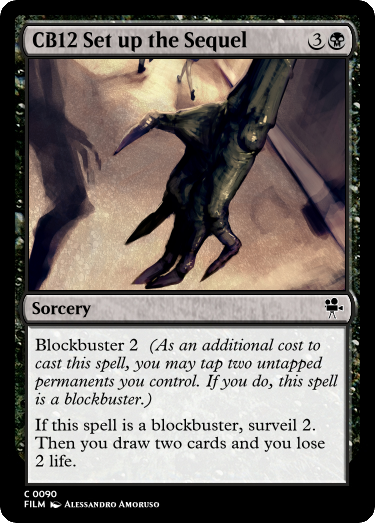 CB12 Set up the Sequel 3
Sorcery
Blockbuster 2 (As an additional cost to
cast this spell, you may tap two untapped
permanents you control. If you do, this spell
is a blockbuster.)
If this spell is a blockbuster, surveil 2.
Then you draw two cards and you lose
2 life.
C 0090
FILM Alessandro Amoruso